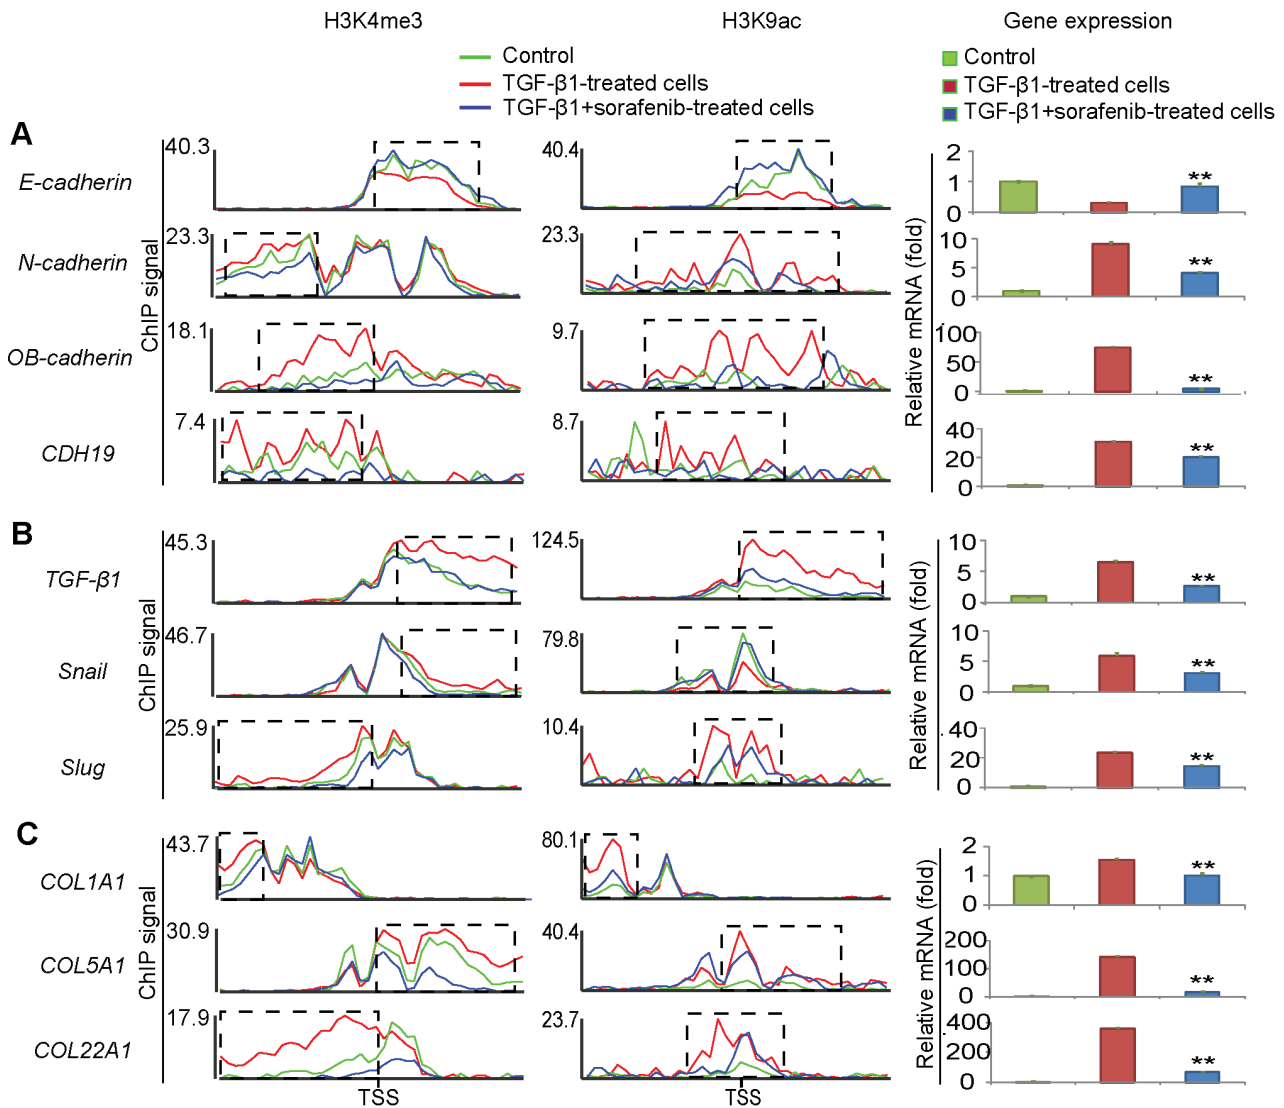 H3K4me3 H3K9ac Gene expression
Control Control
TGF-β1-treated cells TGF-β1-treated cells
TGF-β1+sorafenib-treated cells TGF-β1+sorafenib-treated cells
A
ChIP signal Relative mRNA (fold)
E-cadherin 40.3 40.4 2 1 0 **
N-cadherin 23.3 23.3 10 5 0 **
OB-cadherin 18.1 9.7 100 50 0 **
CDH19 7.4 8.7 40 20 0 **
B
ChIP signal Relative mRNA (fold)
TGF-β1 45.3 124.5 10 5 0 **
Snail 46.7 79.8 10 5 0 **
Slug 25.9 10.4 40 20 0 **
C
ChIP signal Relative mRNA (fold)
COL1A1 43.7 80.1 2 1 0 **
COL5A1 30.9 40.4 200 100 0 **
COL22A1 17.9 23.7 400 200 0 **
TSS TSS